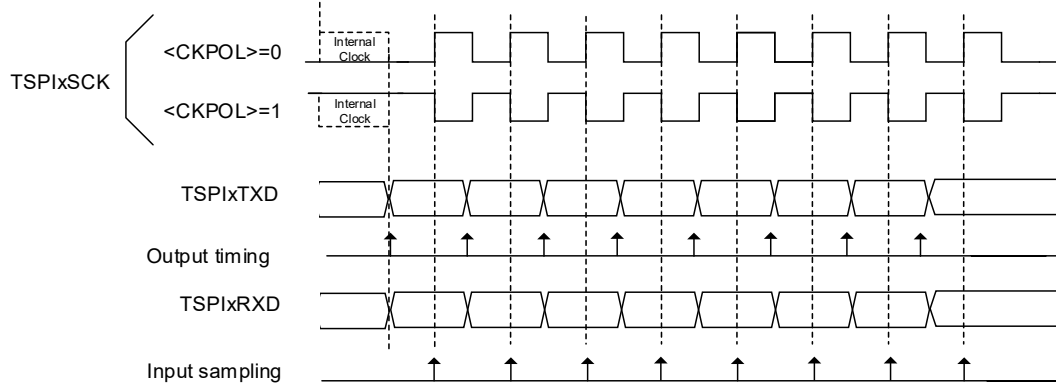 Internal
Clock
<CKPOL>=0
TSPIxSCK
<CKPOL>=1
Internal
Clock
TSPIxTXD
Output timing
TSPIxRXD
Input sampling